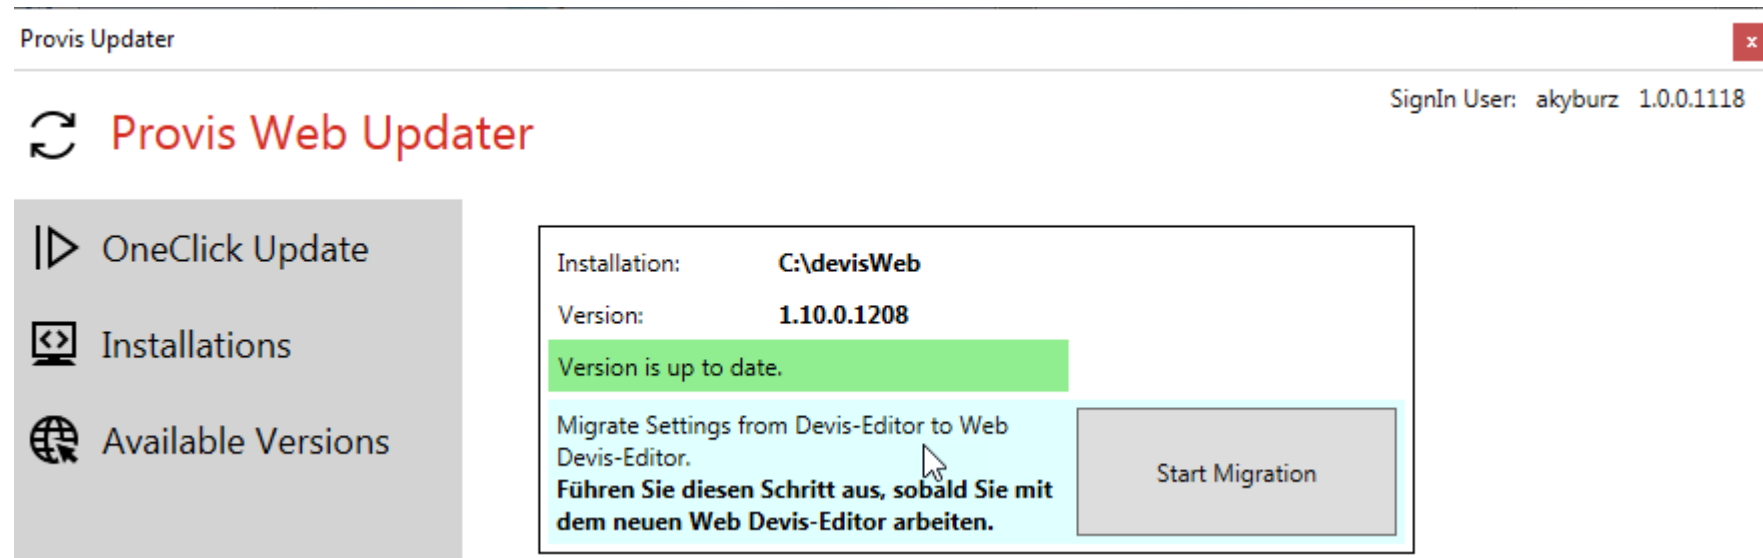 Provis Updater
x
SignIn User: akyburz 1.0.0.1118
Provis Web Updater
OneClick Update
Installations
Available Versions
Installation: C:\devisWeb
Version: 1.10.0.1208
Version is up to date.
Migrate Settings from Devis-Editor to Web
Devis-Editor.
Führen Sie diesen Schritt aus, sobald Sie mit
dem neuen Web Devis-Editor arbeiten.
Start Migration